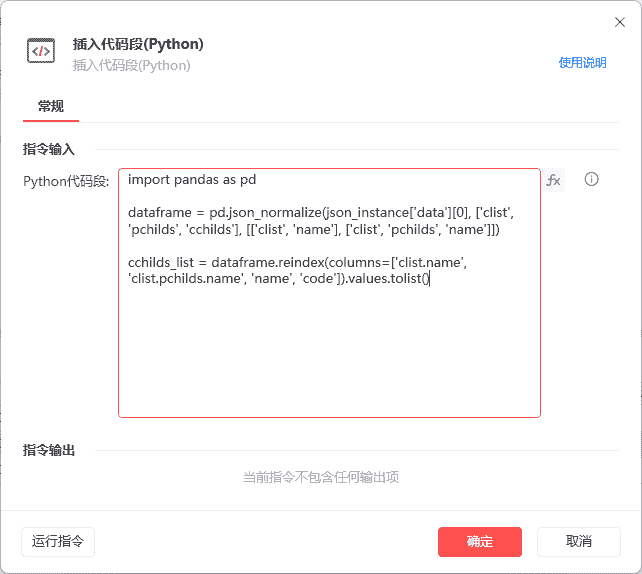 插入代码段(Python)
插入代码段(Python)
使用说明
常规
指令输入
Python代码段:
import pandas as pd
dataframe = pd.json_normalize(json_instance['data'][0], ['clist',
'pchilds', 'cchilds'], [['clist', 'name'], ['clist', 'pchilds', 'name']])
cchilds_list = dataframe.reindex(columns=['clist.name',
'clist.pchilds.name', 'name', 'code']).values.tolist()
fx
指令输出
当前指令不包含任何输出项
运行指令
确定
取消